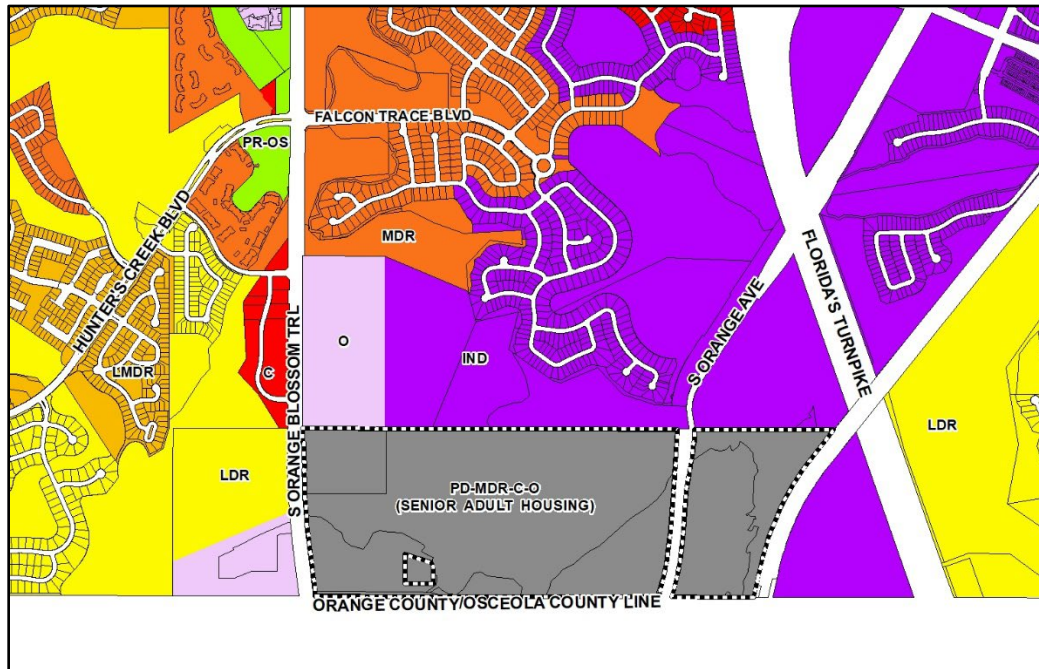 FALCON TRACE BLVD
PR-OS
HUNTER'S CREEK BLVD
MDR
S ORANGE AVE
FLORIDA'S TURNPIKE
O
IND
S ORANGE BLOSSOM TRL
C
LMDR
LDR
LDR
PD-MDR-C-O
(SENIOR ADULT HOUSING)
ORANGE COUNTY/OSCEOLA COUNTY LINE